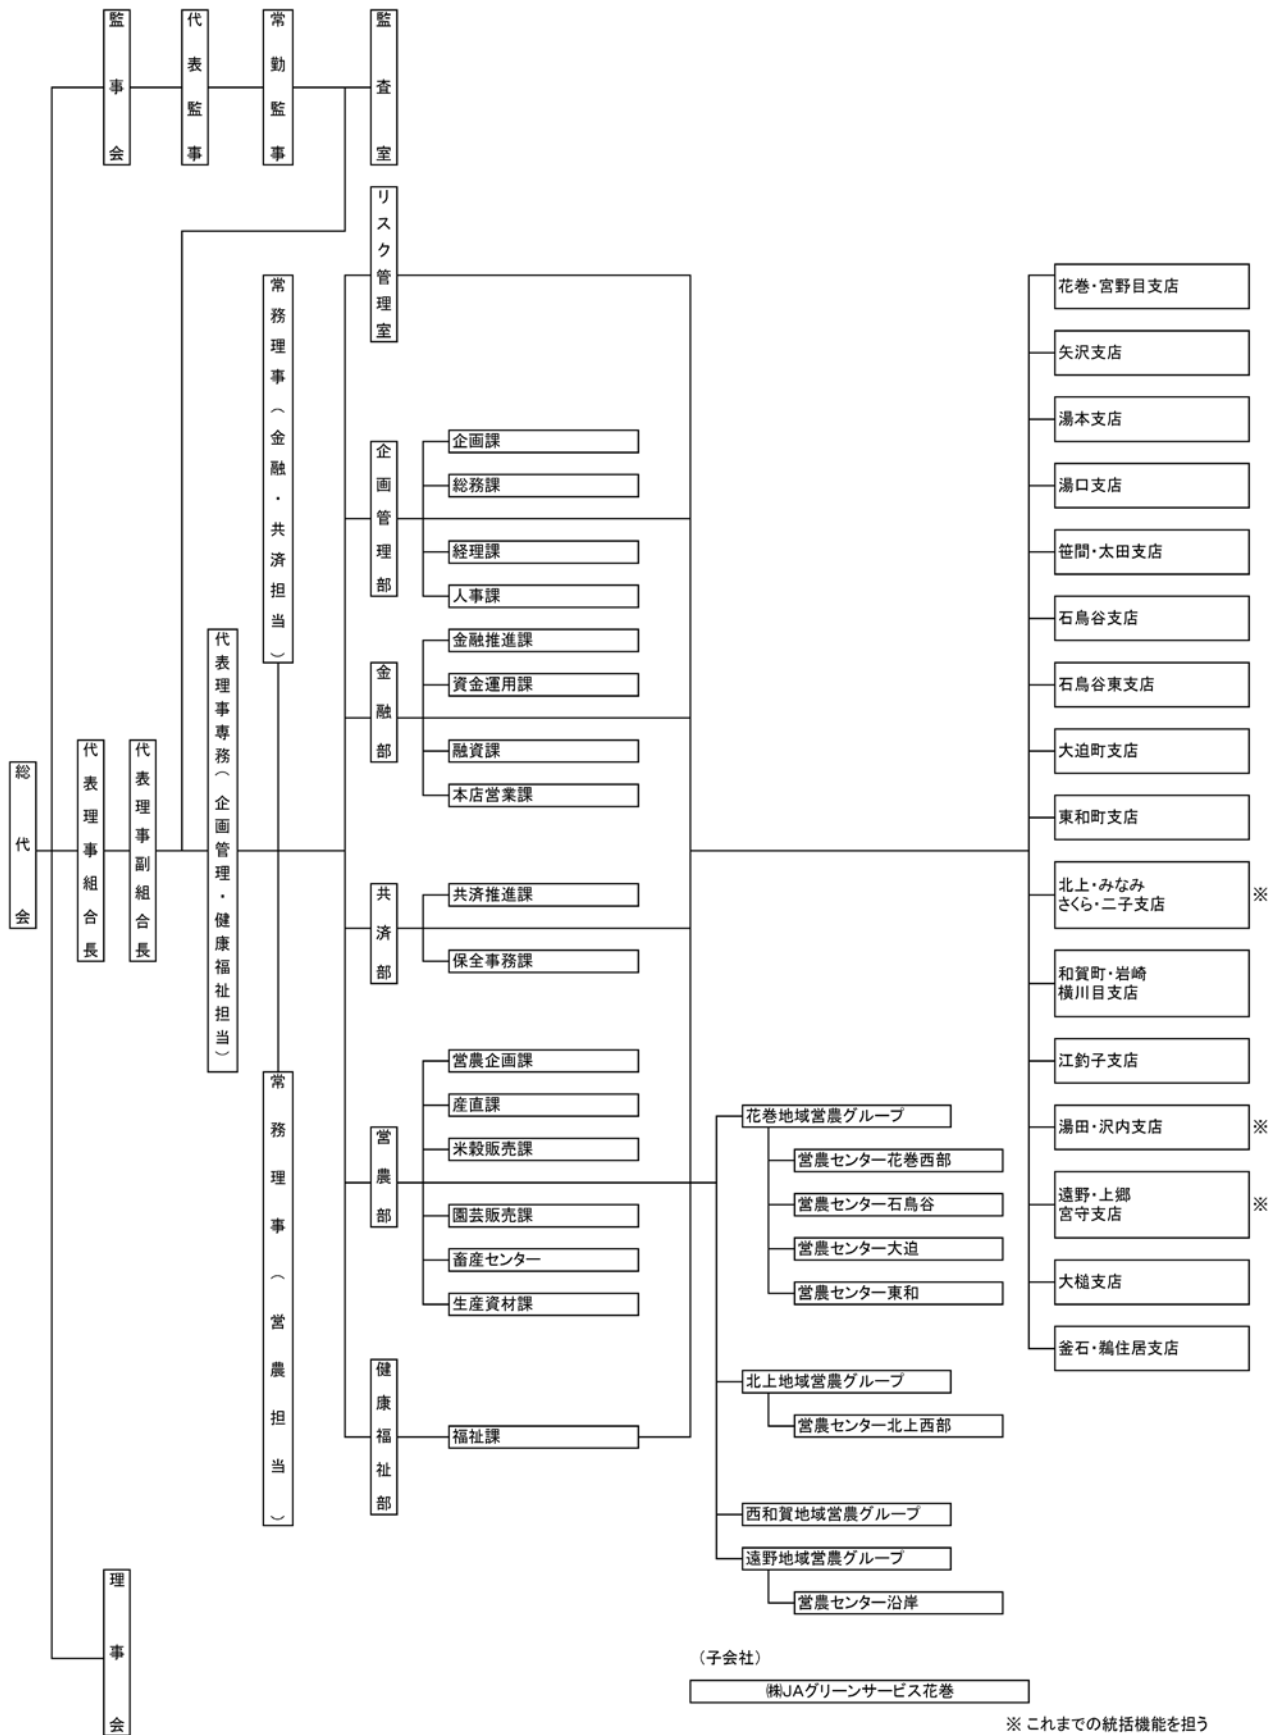 監事会
代表監事
常勤監事
監査室
リスク管理室
総代会
代表理事組合長
代表理事副組合長
代表理事専務（企画管理・健康福祉担当）
常務理事（金融・共済担当）
常務理事（営農担当）
理事会
企画管理部
企画課
総務課
経理課
人事課
金融部
金融推進課
資金運用課
融資課
本店営業課
共済部
共済推進課
保全事務課
営農部
営農企画課
産直課
米穀販売課
園芸販売課
畜産センター
生産資材課
健康福祉部
福祉課
花巻地域営農グループ
営農センター花巻西部
営農センター石鳥谷
営農センター大迫
営農センター東和
北上地域営農グループ
営農センター北上西部
西和賀地域営農グループ
遠野地域営農グループ
営農センター沿岸
花巻・宮野目支店
矢沢支店
湯本支店
湯口支店
笹間・太田支店
石鳥谷支店
石鳥谷東支店
大迫町支店
東和町支店
北上・みなみ
さくら・二子支店 ※
和賀町・岩崎
横川目支店
江釣子支店
湯田・沢内支店 ※
遠野・上郷
宮守支店 ※
大槌支店
釜石・鵜住居支店
（子会社）
㈱JAグリーンサービス花巻
※ これまでの統括機能を担う